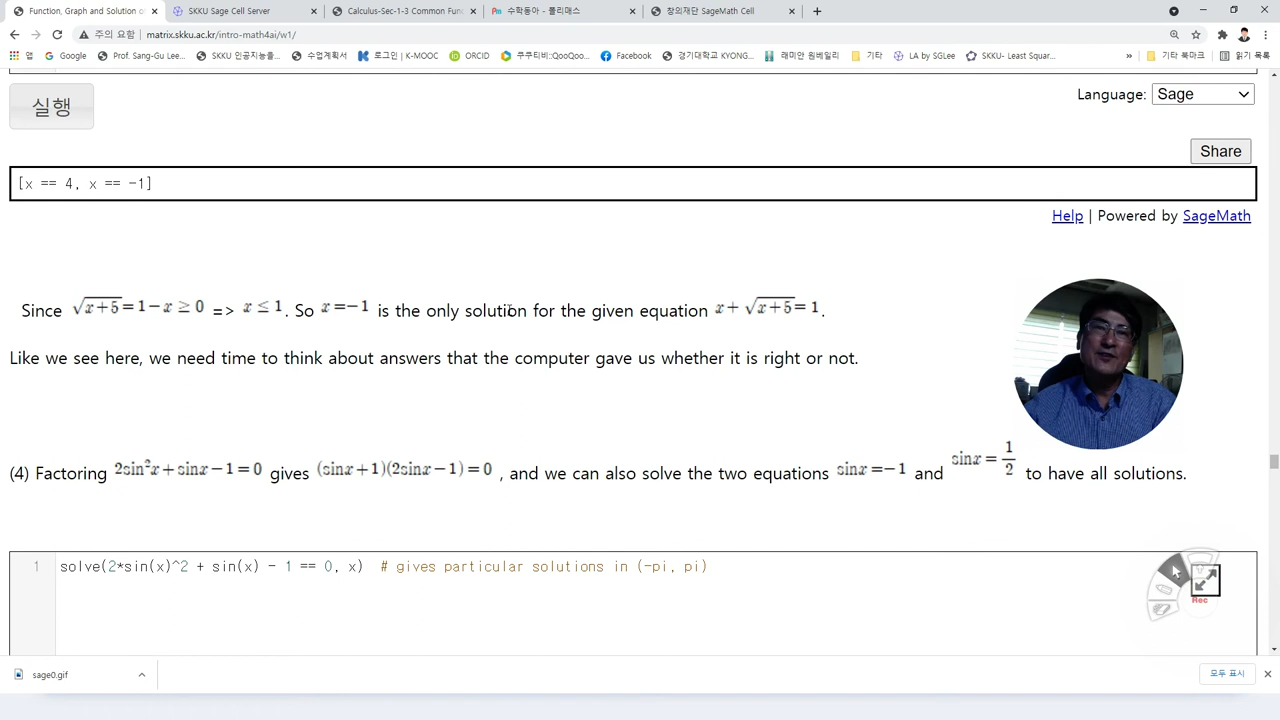 Function, Graph and Solution o
SKKU Sage Cell Server
Calculus-Sec-1-3 Common Fun
수학동아 - 폴리매스
창의재단 SageMath Cell
주의 요함 | matrix.skku.ac.kr/intro-math4ai/w1/
앱 Google Prof. Sang-Gu Lee... SKKU 인공지능을... 수업계획서 로그인 | K-MOOC ORCID 쿠쿠티비::QooQoo... Facebook 경기대학교 KYONG... 래미안 원베일리 기타 LA by SGLee SKKU- Least Squar... » 기타 북마크 읽기 목록
실행
Language: Sage
Share
[x == 4, x == -1]
Help | Powered by SageMath
Since √x+5=1−x ≥ 0 => x ≤ 1. So x=−1 is the only solution for the given equation x+ √x+5=1.
Like we see here, we need time to think about answers that the computer gave us whether it is right or not.
(4) Factoring 2sin²x+sinx−1=0 gives (sinx+1)(2sinx−1)=0 , and we can also solve the two equations sinx=−1 and sinx=1/2 to have all solutions.
1 solve(2*sin(x)^2 + sin(x) - 1 == 0, x) # gives particular solutions in (-pi, pi)
Rec
sage0.gif
모두 표시